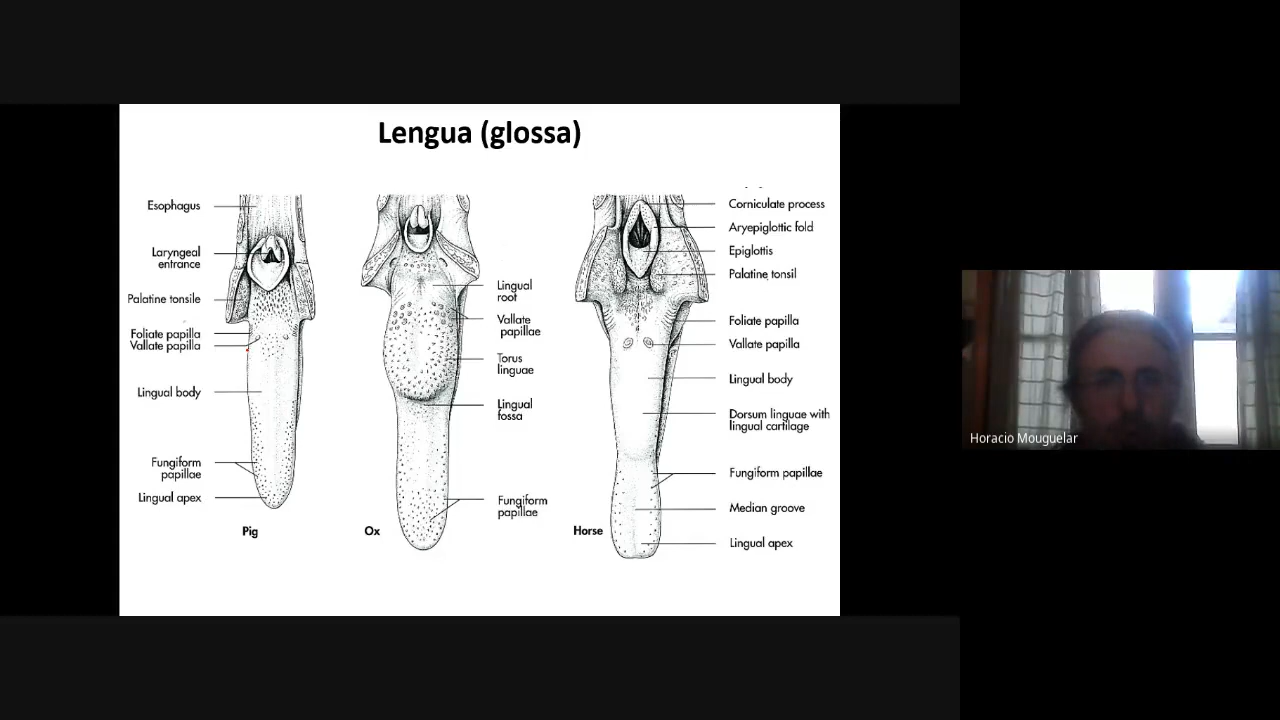 Lengua (glossa)
Esophagus
Laryngeal
entrance
Palatine tonsile
Foliate papilla
Vallate papilla
Lingual body
Fungiform
papillae
Lingual apex
Pig
Lingual
root
Vallate
papillae
Torus
linguae
Lingual
fossa
Fungiform
papillae
Ox
Corniculate process
Aryepiglottic fold
Epiglottis
Palatine tonsil
Foliate papilla
Vallate papilla
Lingual body
Dorsum linguae with
lingual cartilage
Fungiform papillae
Median groove
Lingual apex
Horse
Horacio Mouguelar